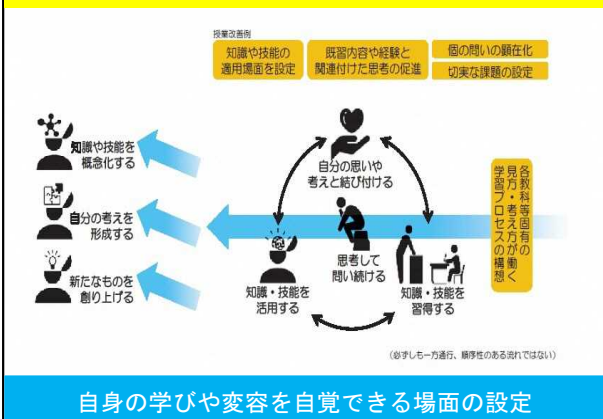 授業改善例
知識や技能の
適用場面を設定
既習内容や経験と
関連付けた思考の促進
個の問いの顕在化
切実な課題の設定
知識や技能を
概念化する
自分の考えを
形成する
新たなものを
創り上げる
自分の思いや
考えと結び付ける
思考して
問い続ける
知識・技能を
活用する
知識・技能を
習得する
各教科等固有の
見方・考え方が働く
学習プロセスの構想
(必ずしも一方通行、順序性のある流れではない)
自身の学びや変容を自覚できる場面の設定